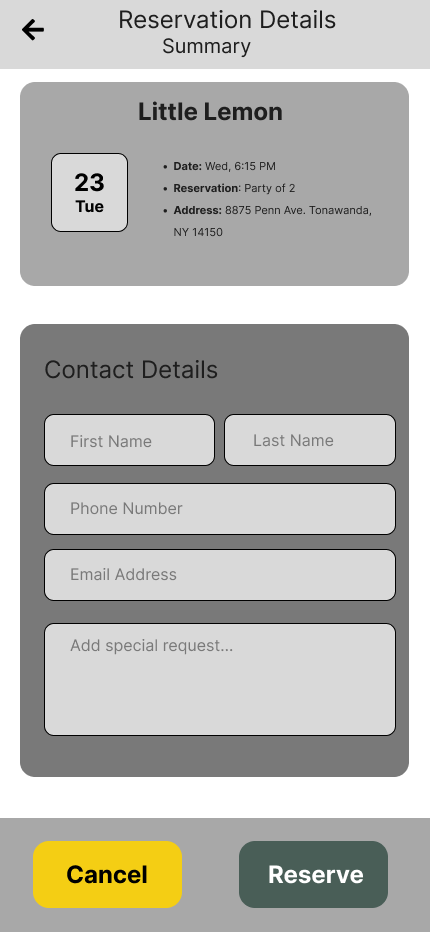 Reservation Details
Summary
Little Lemon
23
Tue
• Date: Wed, 6:15 PM
• Reservation: Party of 2
• Address: 8875 Penn Ave. Tonawanda,
NY 14150
Contact Details
First Name
Last Name
Phone Number
Email Address
Add special request...
Cancel
Reserve